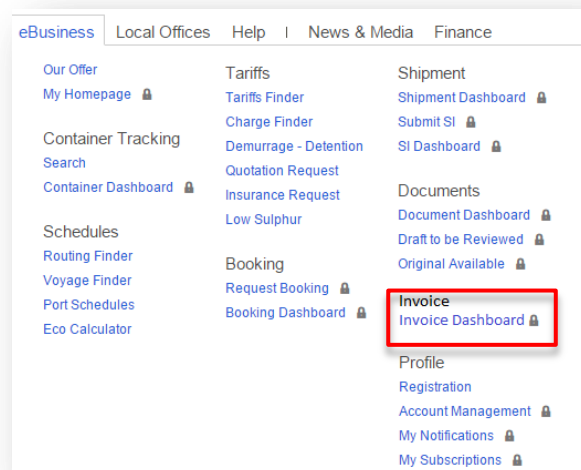 eBusiness Local Offices Help | News & Media Finance
Our Offer
My Homepage
Container Tracking
Search
Container Dashboard
Schedules
Routing Finder
Voyage Finder
Port Schedules
Eco Calculator
Tariffs
Tariffs Finder
Charge Finder
Demurrage - Detention
Quotation Request
Insurance Request
Low Sulphur
Booking
Request Booking
Booking Dashboard
Shipment
Shipment Dashboard
Submit SI
SI Dashboard
Documents
Document Dashboard
Draft to be Reviewed
Original Available
Invoice
Invoice Dashboard
Profile
Registration
Account Management
My Notifications
My Subscriptions